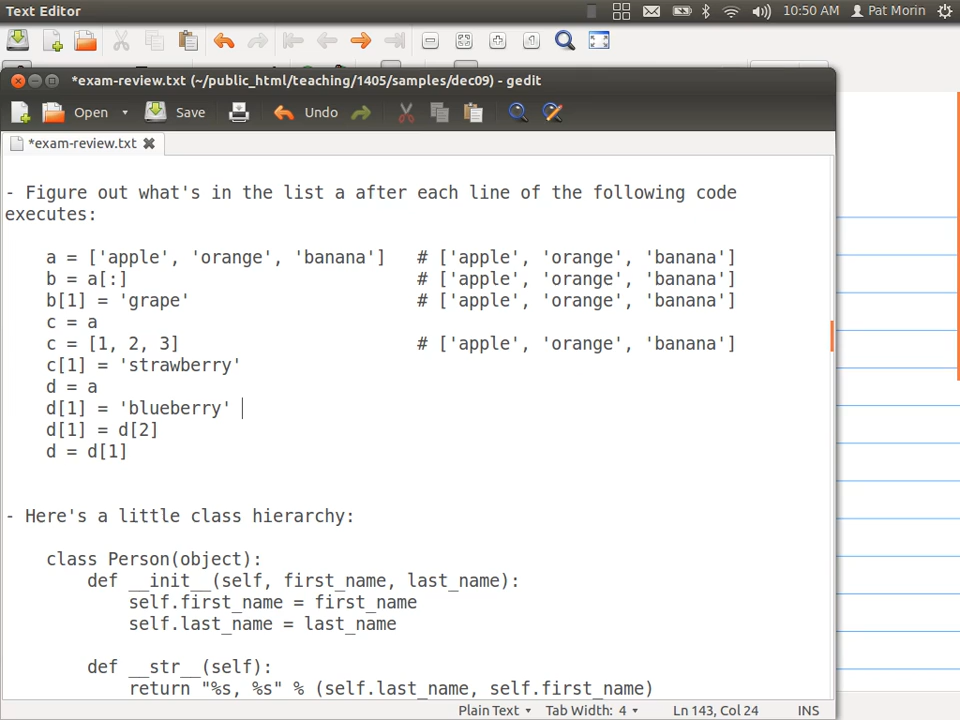 Text Editor 10:50 AM Pat Morin
*exam-review.txt (~/public_html/teaching/1405/samples/dec09) - gedit
Open Save Undo
*exam-review.txt
- Figure out what's in the list a after each line of the following code
executes:
a = ['apple', 'orange', 'banana'] # ['apple', 'orange', 'banana']
b = a[:] # ['apple', 'orange', 'banana']
b[1] = 'grape' # ['apple', 'orange', 'banana']
c = a
c = [1, 2, 3] # ['apple', 'orange', 'banana']
c[1] = 'strawberry'
d = a
d[1] = 'blueberry'
d[1] = d[2]
d = d[1]
- Here's a little class hierarchy:
class Person(object):
def __init__(self, first_name, last_name):
self.first_name = first_name
self.last_name = last_name
def __str__(self):
return "%s, %s" % (self.last_name, self.first_name)
Plain Text Tab Width: 4 Ln 143, Col 24 INS